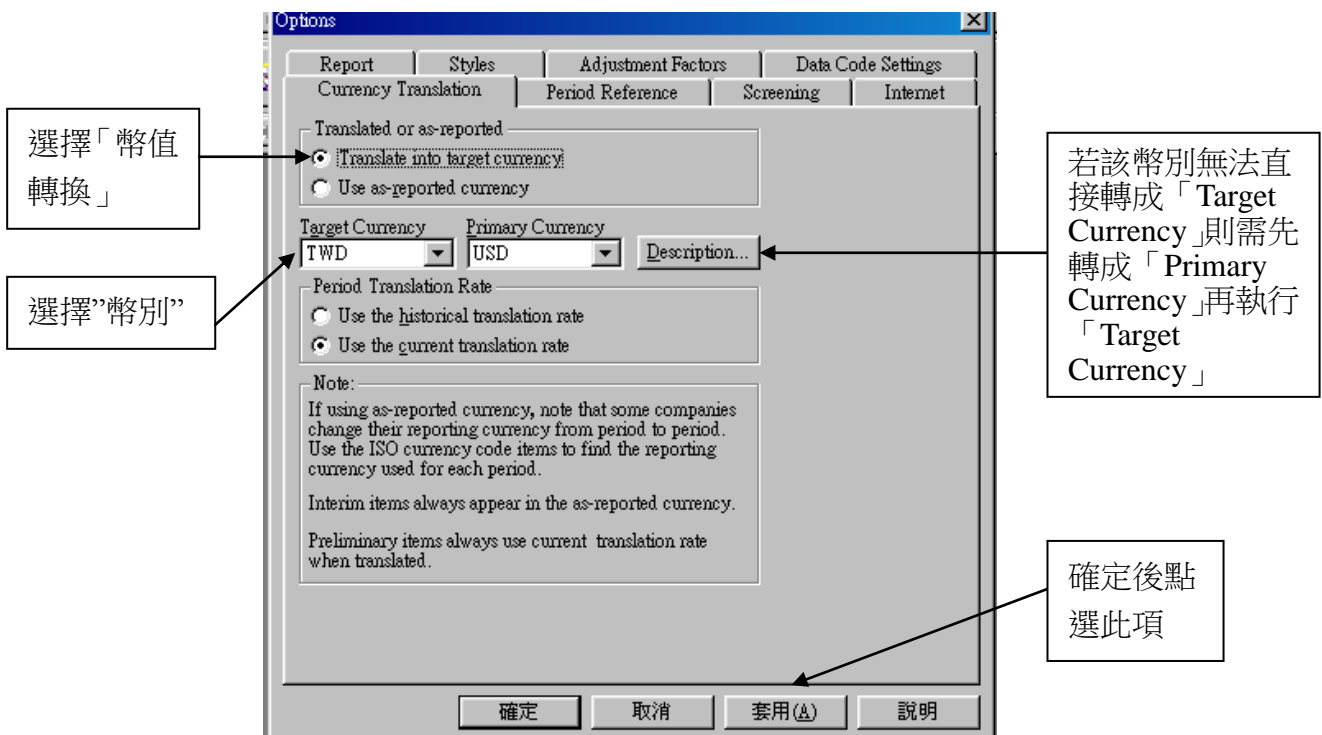 Options
Report Styles Adjustment Factors Data Code Settings
Currency Translation Period Reference Screening Internet
選擇「幣值
轉換」
Translated or as-reported
Translate into target currency
Use as-reported currency
Target Currency Primary Currency
TWD USD Description...
選擇”幣別”
若該幣別無法直
接轉成「Target
Currency」則需先
轉成「Primary
Currency」再執行
「Target
Currency」
Period Translation Rate
Use the historical translation rate
Use the current translation rate
Note:
If using as-reported currency, note that some companies
change their reporting currency from period to period.
Use the ISO currency code items to find the reporting
currency used for each period.
Interim items always appear in the as-reported currency.
Preliminary items always use current translation rate
when translated.
確定後點
選此項
確定 取消 套用(A) 說明